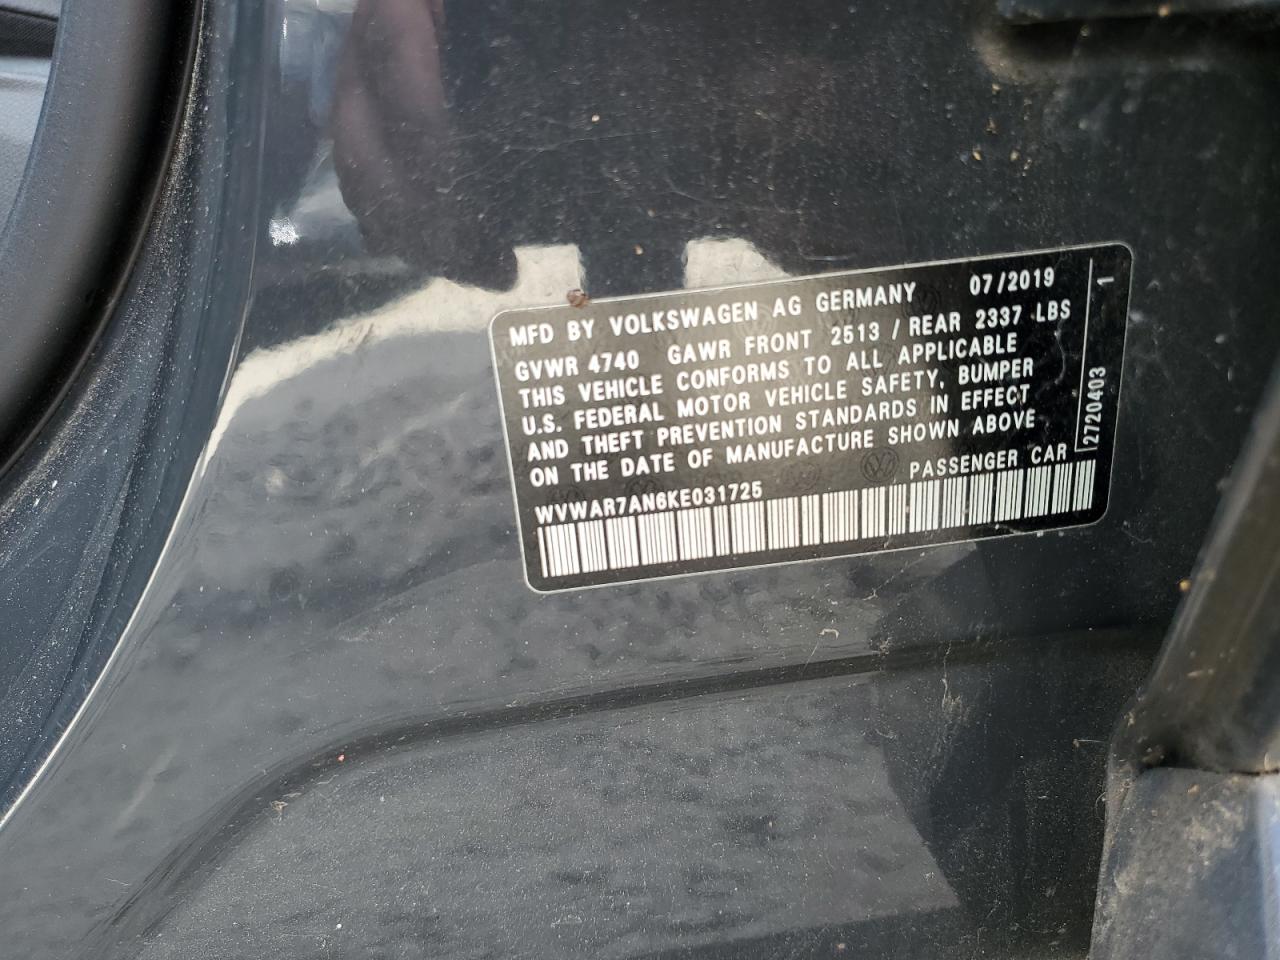 MFD BY VOLKSWAGEN AG GERMANY 07/2019
GVWR 4740 GAWR FRONT 2513 / REAR 2337 LBS
THIS VEHICLE CONFORMS TO ALL APPLICABLE
U.S. FEDERAL MOTOR VEHICLE SAFETY, BUMPER
AND THEFT PREVENTION STANDARDS IN EFFECT
ON THE DATE OF MANUFACTURE SHOWN ABOVE
WVWAR7AN6KE031725 PASSENGER CAR
2720403 1